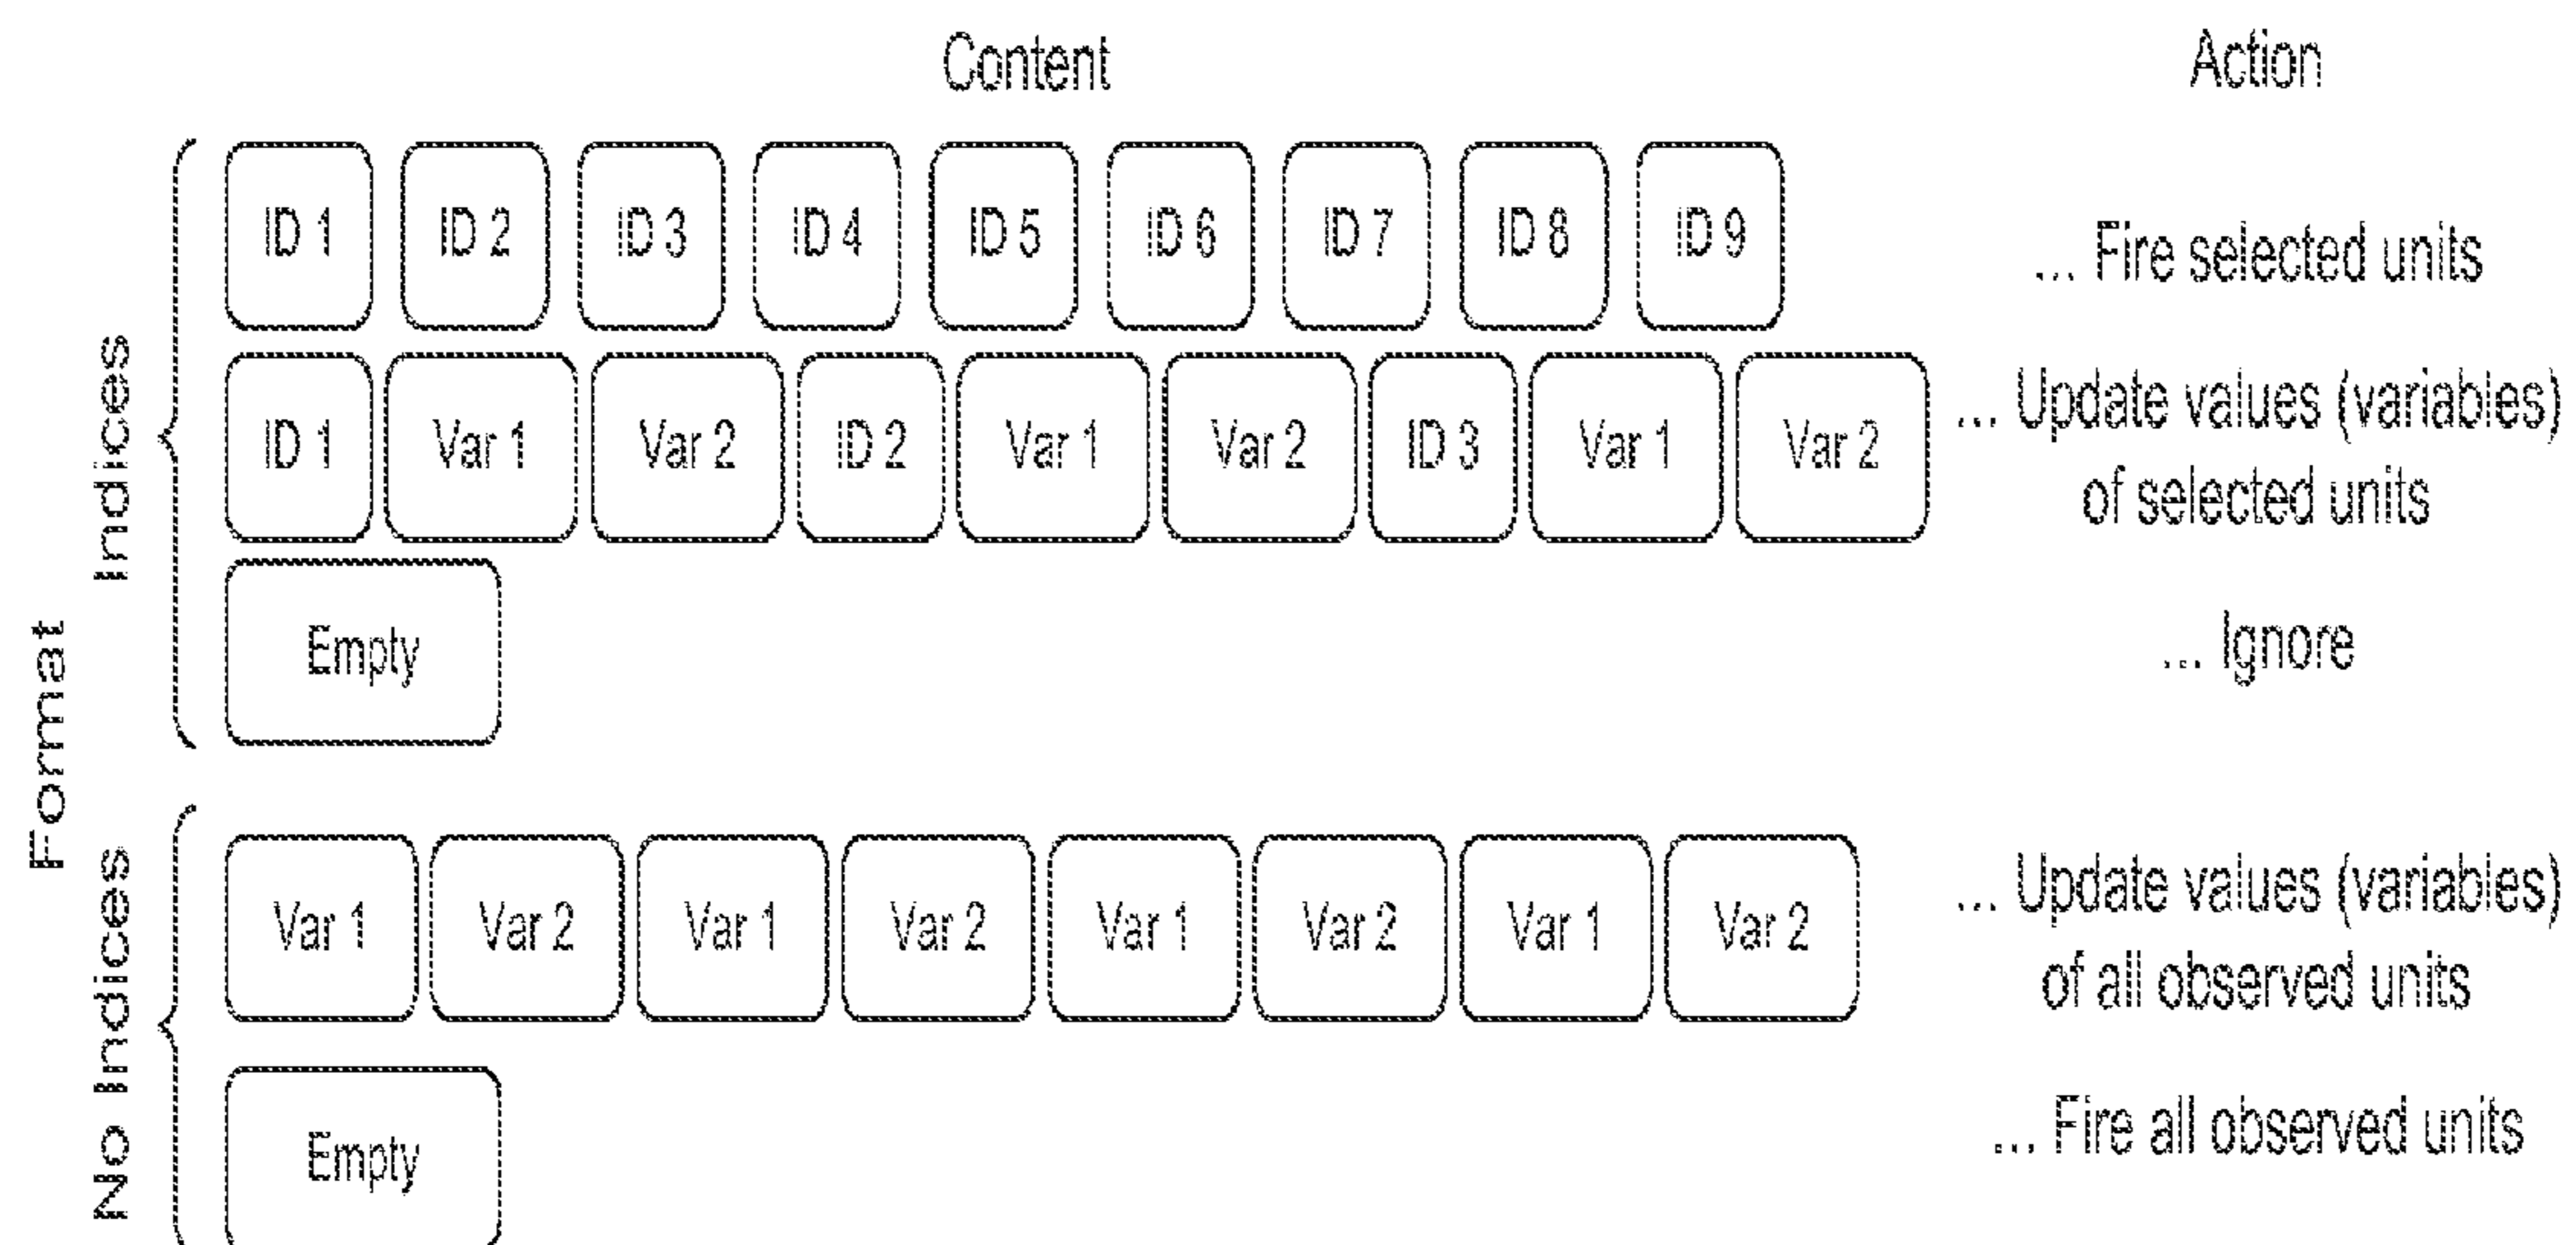 Content Action
Format
Indices
ID 1 ID 2 ID 3 ID 4 ID 5 ID 6 ID 7 ID 8 ID 9 ... Fire selected units
ID 1 Var 1 Var 2 ID 2 Var 1 Var 2 ID 3 Var 1 Var 2 ... Update values (variables)
of selected units
Empty ... Ignore
No Indices
Var 1 Var 2 Var 1 Var 2 Var 1 Var 2 Var 1 Var 2 ... Update values (variables)
of all observed units
Empty ... Fire all observed units